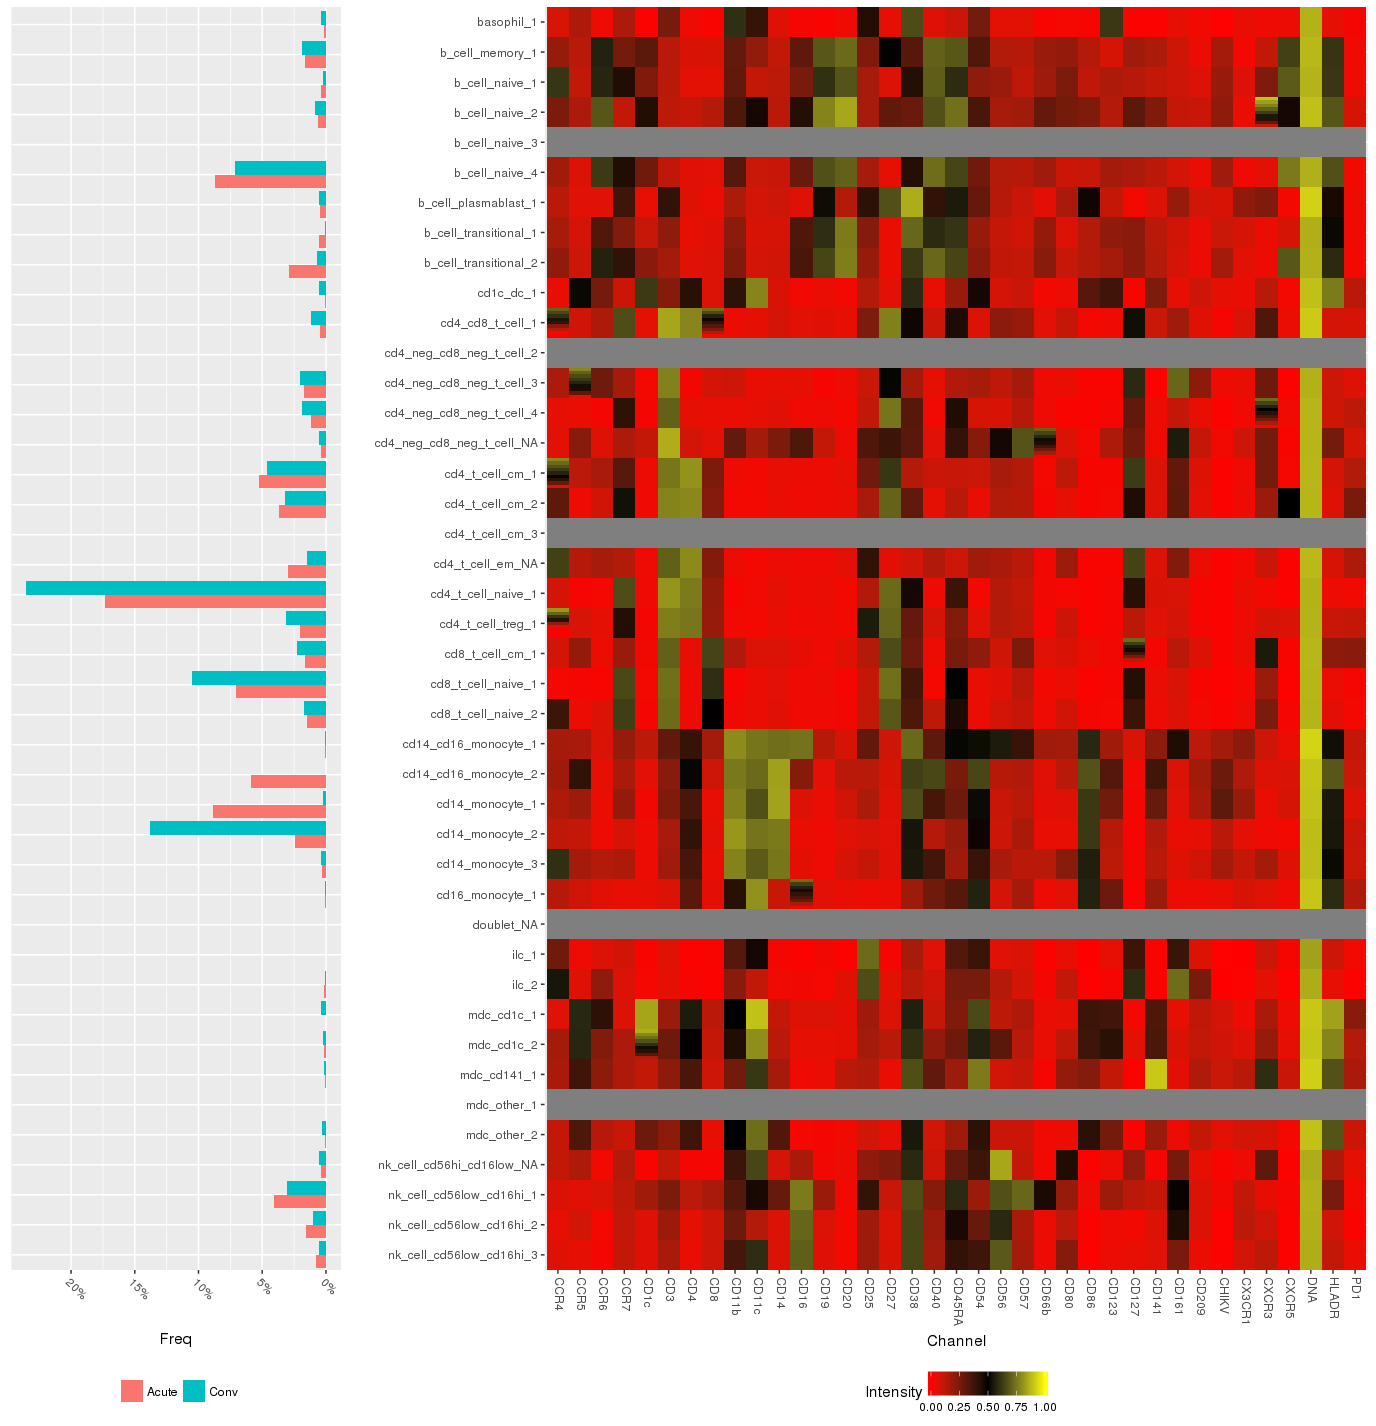 basophil_1
b_cell_memory_1
b_cell_naive_1
b_cell_naive_2
b_cell_naive_3
b_cell_naive_4
b_cell_plasmablast_1
b_cell_transitional_1
b_cell_transitional_2
cd1c_dc_1
cd4_cd8_t_cell_1
cd4_neg_cd8_neg_t_cell_2
cd4_neg_cd8_neg_t_cell_3
cd4_neg_cd8_neg_t_cell_4
cd4_neg_cd8_neg_t_cell_NA
cd4_t_cell_cm_1
cd4_t_cell_cm_2
cd4_t_cell_cm_3
cd4_t_cell_em_NA
cd4_t_cell_naive_1
cd4_t_cell_treg_1
cd8_t_cell_cm_1
cd8_t_cell_naive_1
cd8_t_cell_naive_2
cd14_cd16_monocyte_1
cd14_cd16_monocyte_2
cd14_monocyte_1
cd14_monocyte_2
cd14_monocyte_3
cd16_monocyte_1
doublet_NA
ilc_1
ilc_2
mdc_cd1c_1
mdc_cd1c_2
mdc_cd141_1
mdc_other_1
mdc_other_2
nk_cell_cd56hi_cd16low_NA
nk_cell_cd56low_cd16hi_1
nk_cell_cd56low_cd16hi_2
nk_cell_cd56low_cd16hi_3
20% 15% 10% 5% 0%
CCR4 CCR5 CCR6 CCR7 CD1c CD3 CD4 CD8 CD11b CD11c CD14 CD16 CD19 CD20 CD25 CD27 CD38 CD40 CD45RA CD54 CD56 CD57 CD66b CD80 CD86 CD123 CD127 CD141 CD161 CD209 CHIKV CX3CR1 CXCR3 CXCR5 DNA HLADR PD1
Freq
Channel
Acute Conv
Intensity
0.00 0.25 0.50 0.75 1.00